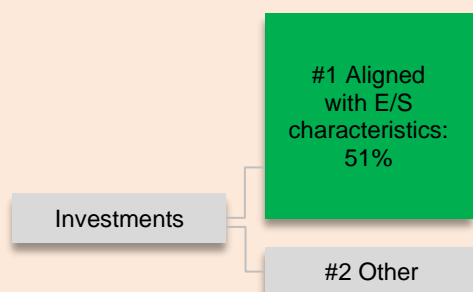 #1 Aligned
with E/S
characteristics:
51%
Investments
#2 Other